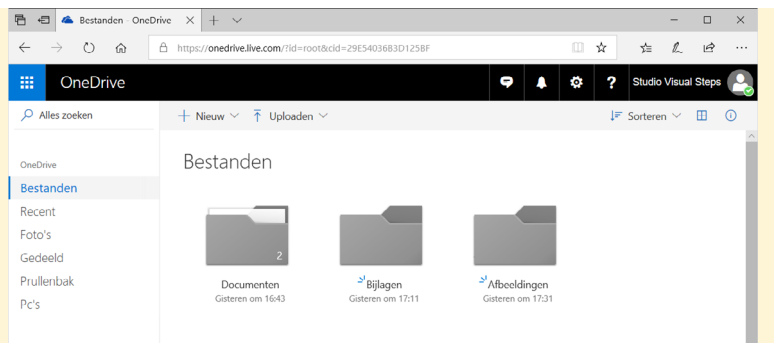 Bestanden - OneDrive
https://onedrive.live.com/?id=root&cid=29E5403683D1258F
OneDrive
? Studio Visual Steps
Alles zoeken
Nieuw Uploaden Sorteren
OneDrive
Bestanden
Recent
Foto's
Gedeeld
Prullenbak
Pc's
Bestanden
2
Documenten Bijlagen Afbeeldingen
Gisteren om 16:43 Gisteren om 17:11 Gisteren om 17:31